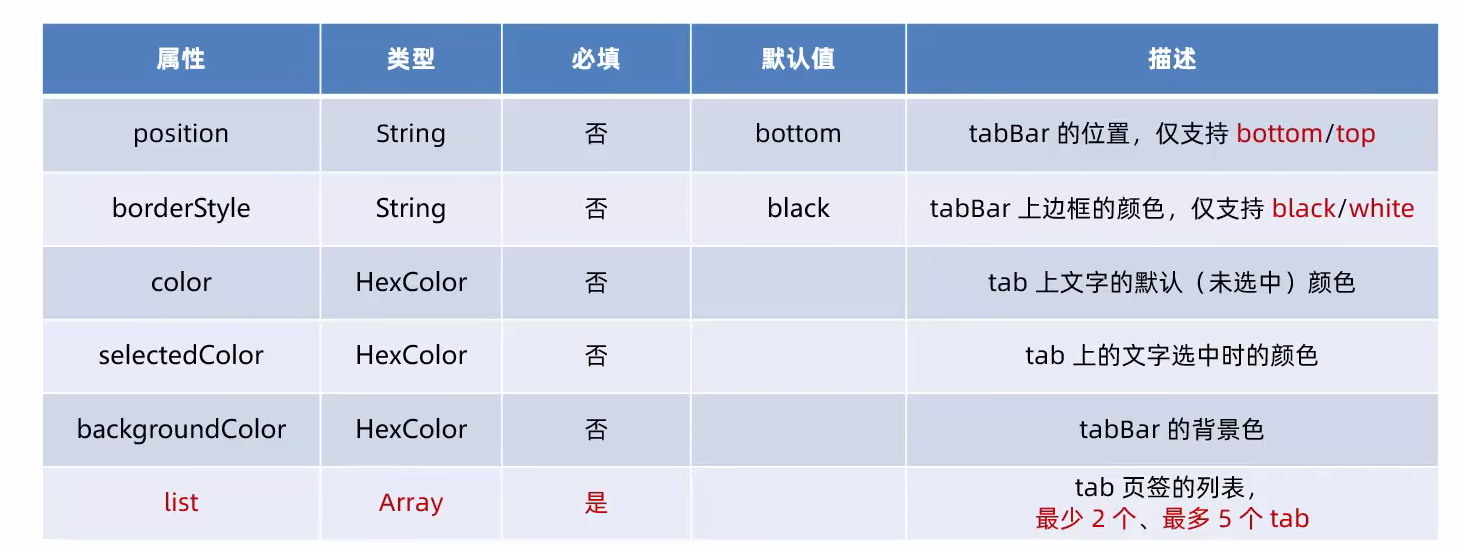 属性 类型 必填 默认值 描述
position String 否 bottom tabBar 的位置，仅支持 bottom/top
borderStyle String 否 black tabBar 上边框的颜色，仅支持 black/white
color HexColor 否 tab 上文字的默认（未选中）颜色
selectedColor HexColor 否 tab 上的文字选中时的颜色
backgroundColor HexColor 否 tabBar 的背景色
list Array 是 tab 页签的列表，
最少 2 个、最多 5 个 tab